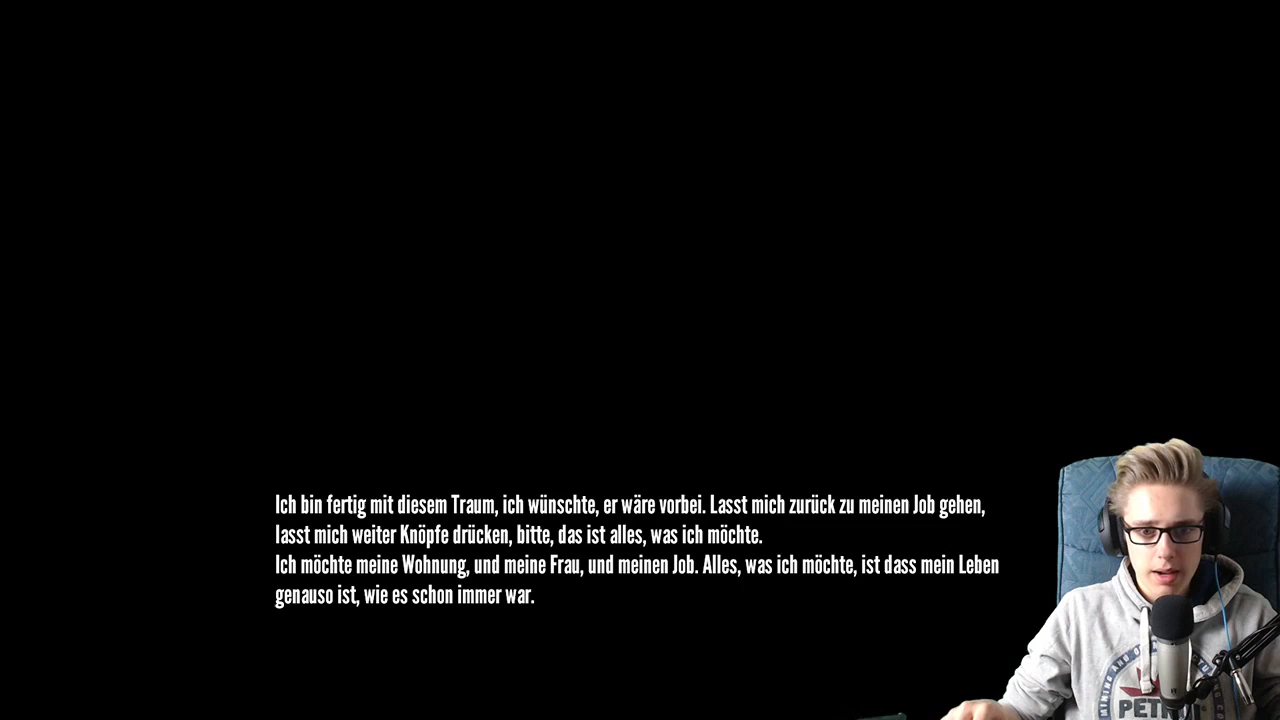 Ich bin fertig mit diesem Traum, ich wünschte, er wäre vorbei. Lasst mich zurück zu meinen Job gehen,
lasst mich weiter Knöpfe drücken, bitte, das ist alles, was ich möchte.
Ich möchte meine Wohnung, und meine Frau, und meinen Job. Alles, was ich möchte, ist dass mein Leben
genauso ist, wie es schon immer war.
MINING AND